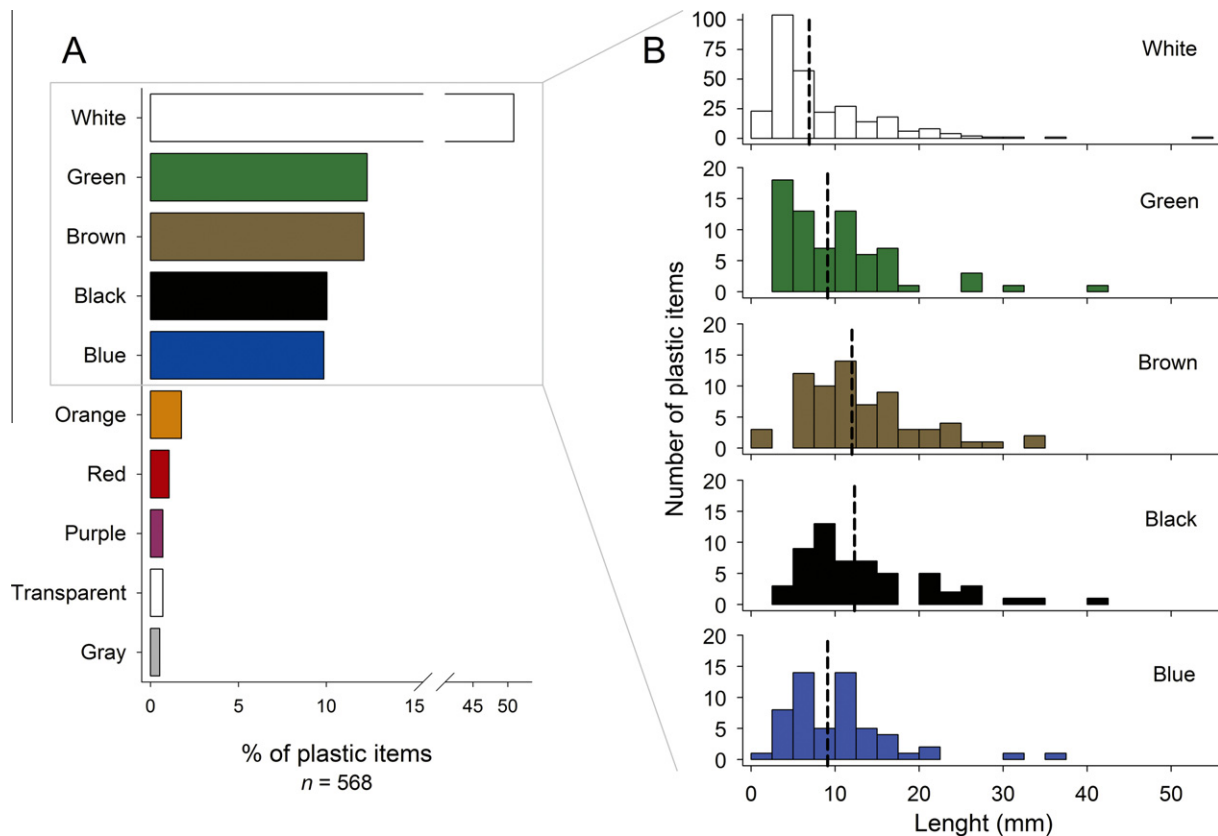 A
White
Green
Brown
Black
Blue
Orange
Red
Purple
Transparent
Gray
0 5 10 15 45 50
% of plastic items
n = 568
B
Number of plastic items
100
75
50
25
0
White
20
15
10
5
0
Green
20
15
10
5
0
Brown
20
15
10
5
0
Black
20
15
10
5
0
Blue
0 10 20 30 40 50
Lenght (mm)